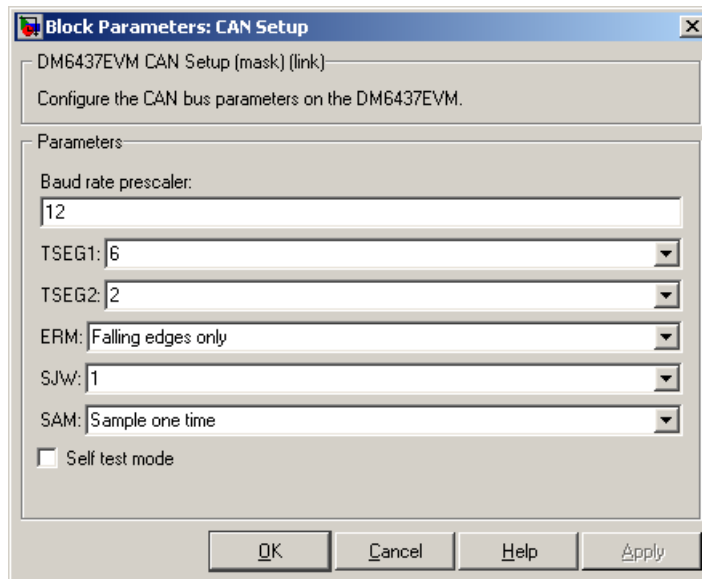 Block Parameters: CAN Setup
DM6437EVM CAN Setup (mask) (link)
Configure the CAN bus parameters on the DM6437EVM.
Parameters
Baud rate prescaler:
12
TSEG1: 6
TSEG2: 2
ERM: Falling edges only
SJW: 1
SAM: Sample one time
Self test mode
OK Cancel Help Apply